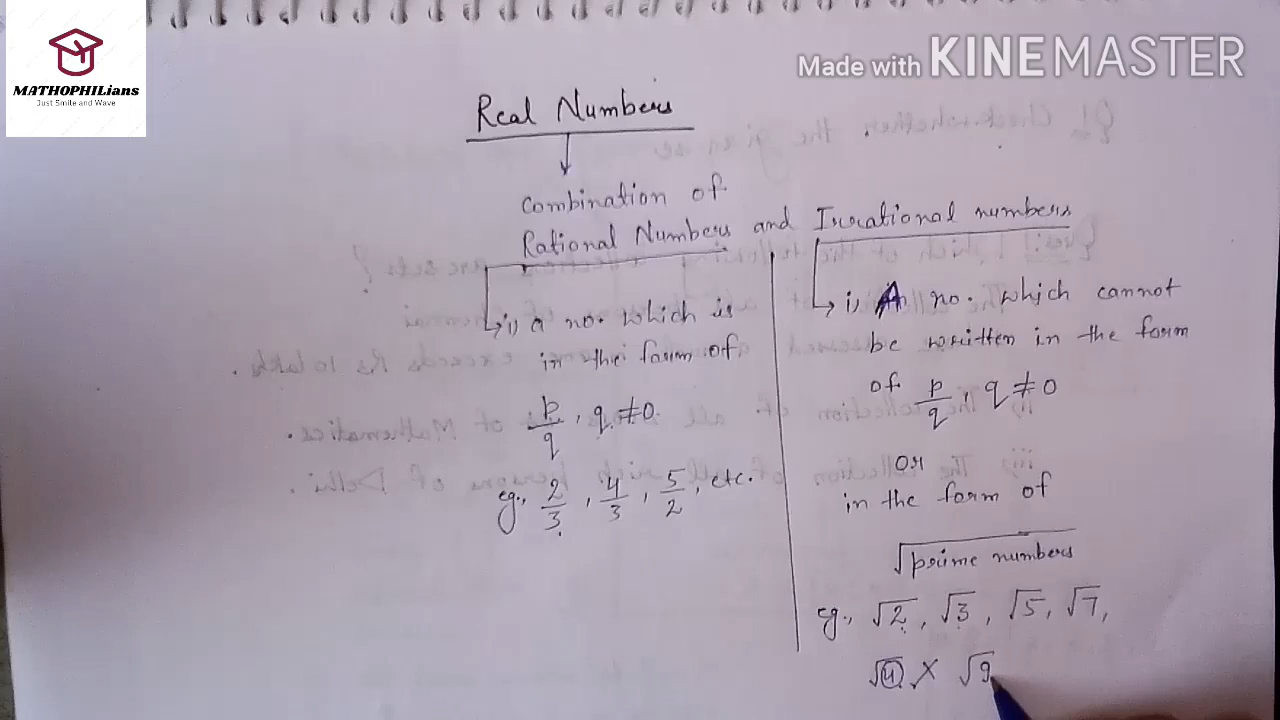 MATHOPHILians
Just Smile and Wave
Made with KINEMASTER
Real Numbers
Combination of
Rational Numbers and Irrational numbers
i) a no. which is
in the form of
p/q, q ≠ 0.
eg., 2/3, 4/3, 5/2, etc.
i) A no. which cannot
be written in the form
of p/q, q ≠ 0
or
in the form of
√prime numbers
eg., √2, √3, √5, √7,
√4 × √9